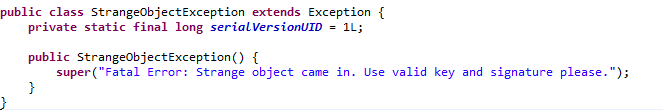 public class StrangeObjectException extends Exception {
    private static final long serialVersionUID = 1L;
    public StrangeObjectException() {
        super("Fatal Error: Strange object came in. Use valid key and signature please.");
    }
}